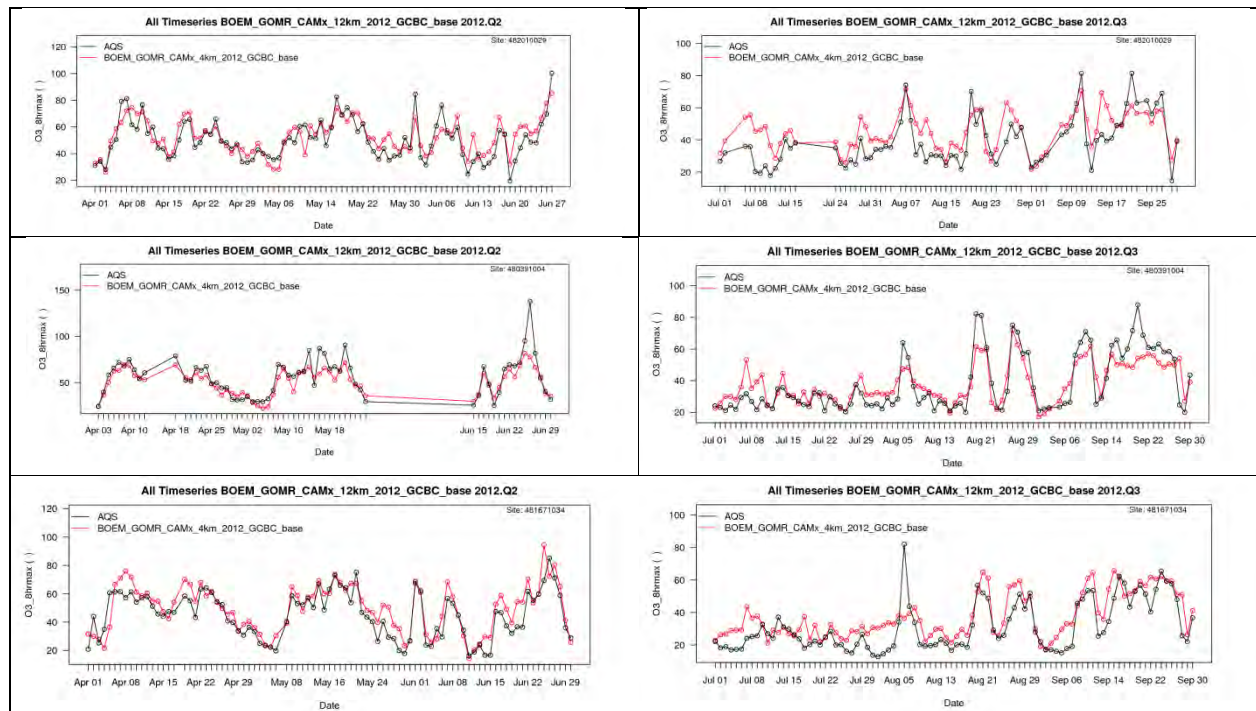 All Timeseries BOEM_GOMR_CAMx_12km_2012_GCBC_base 2012.Q2
Site: 482010029
AQS
BOEM_GOMR_CAMx_4km_2012_GCBC_base
O3_8hrmax ( )
120
100
80
60
40
20
Apr 01 Apr 08 Apr 15 Apr 22 Apr 29 May 06 May 14 May 22 May 30 Jun 06 Jun 13 Jun 20 Jun 27
Date
All Timeseries BOEM_GOMR_CAMx_12km_2012_GCBC_base 2012.Q3
Site: 482010029
AQS
BOEM_GOMR_CAMx_4km_2012_GCBC_base
O3_8hrmax ( )
100
80
60
40
20
Jul 01 Jul 08 Jul 15 Jul 24 Jul 31 Aug 07 Aug 15 Aug 23 Sep 01 Sep 09 Sep 17 Sep 25
Date
All Timeseries BOEM_GOMR_CAMx_12km_2012_GCBC_base 2012.Q2
Site: 480391004
AQS
BOEM_GOMR_CAMx_4km_2012_GCBC_base
O3_8hrmax ( )
150
100
50
Apr 03 Apr 10 Apr 18 Apr 25 May 02 May 10 May 18 Jun 15 Jun 22 Jun 29
Date
All Timeseries BOEM_GOMR_CAMx_12km_2012_GCBC_base 2012.Q3
Site: 480391004
AQS
BOEM_GOMR_CAMx_4km_2012_GCBC_base
O3_8hrmax ( )
100
80
60
40
20
Jul 01 Jul 08 Jul 15 Jul 22 Jul 29 Aug 05 Aug 13 Aug 21 Aug 29 Sep 06 Sep 14 Sep 22 Sep 30
Date
All Timeseries BOEM_GOMR_CAMx_12km_2012_GCBC_base 2012.Q2
Site: 481671034
AQS
BOEM_GOMR_CAMx_4km_2012_GCBC_base
O3_8hrmax ( )
120
100
80
60
40
20
Apr 01 Apr 08 Apr 15 Apr 22 Apr 29 May 08 May 16 May 24 Jun 01 Jun 08 Jun 15 Jun 22 Jun 29
Date
All Timeseries BOEM_GOMR_CAMx_12km_2012_GCBC_base 2012.Q3
Site: 481671034
AQS
BOEM_GOMR_CAMx_4km_2012_GCBC_base
O3_8hrmax ( )
100
80
60
40
20
Jul 01 Jul 08 Jul 15 Jul 22 Jul 29 Aug 05 Aug 13 Aug 21 Aug 29 Sep 06 Sep 14 Sep 22 Sep 30
Date